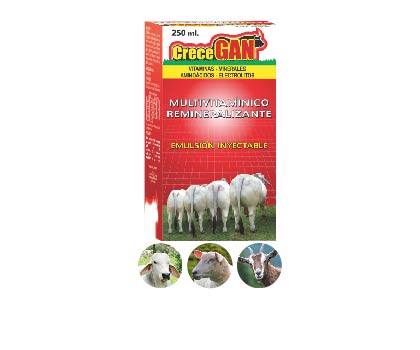 250 ml.
CreceGAN
VITAMINAS - MINERALES
AMINOÁCIDOS - ELECTROLITOS
MULTIVITAMÍNICO
REMINERALIZANTE
EMULSIÓN INYECTABLE